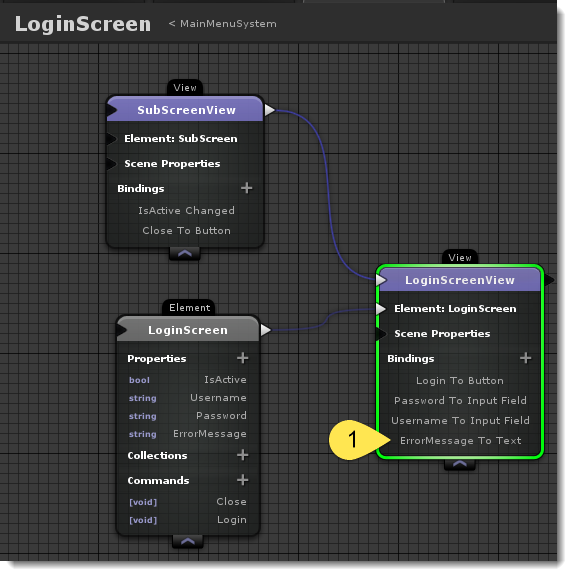 LoginScreen < MainMenuSystem
View
SubScreenView
Element: SubScreen
Scene Properties
Bindings +
IsActive Changed
Close To Button
View
LoginScreenView
Element: LoginScreen
Scene Properties
Bindings +
Login To Button
Password To Input Field
Username To Input Field
ErrorMessage To Text
1
Element
LoginScreen
Properties +
bool IsActive
string Username
string Password
string ErrorMessage
Collections +
Commands +
[void] Close
[void] Login